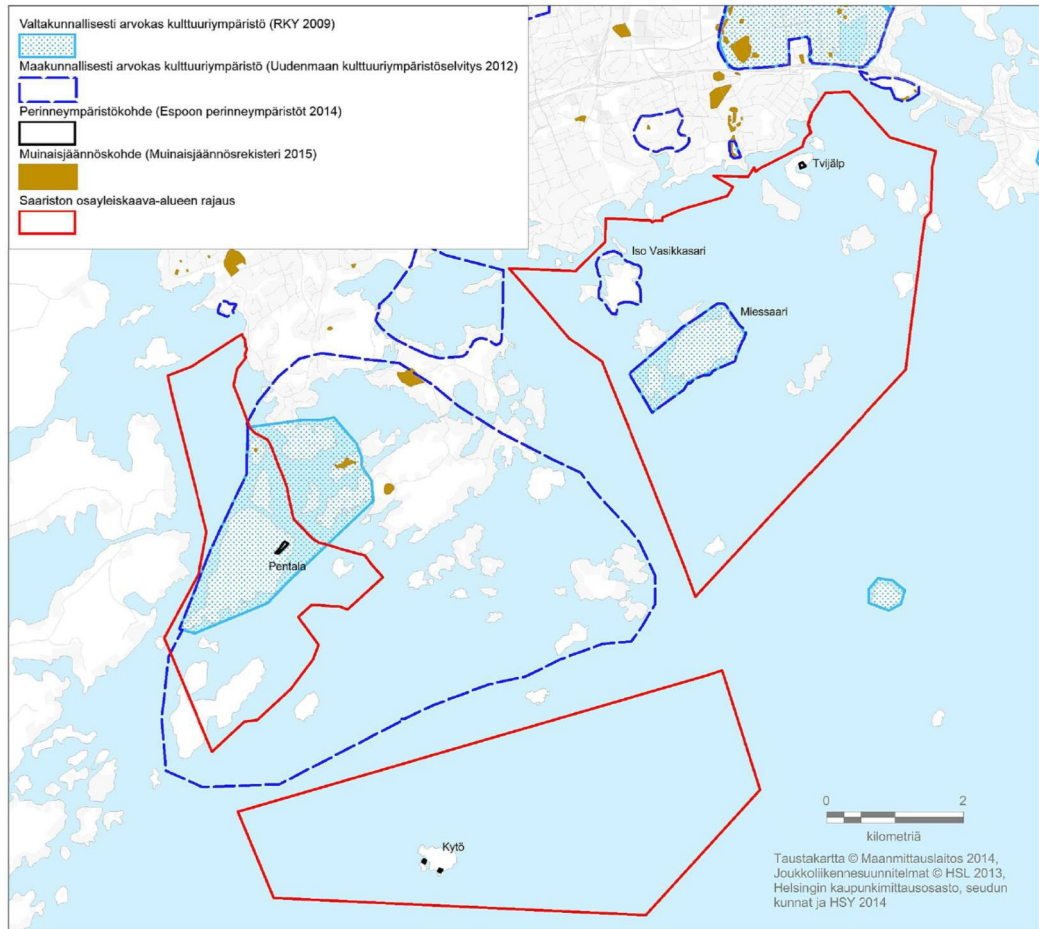 Valtakunnallisesti arvokas kulttuuriympäristö (RKY 2009)
Maakunnallisesti arvokas kulttuuriympäristö (Uudenmaan kulttuuriympäristöselvitys 2012)
Perinneympäristökohde (Espoon perinneympäristöt 2014)
Muinaisjäännöskohde (Muinaisjäännösrekisteri 2015)
Saariston osayleiskaava-alueen rajaus
Tvijälp
Iso Vasikkasari
Miessaari
Pentala
Kytö
0 2
kilometriä
Taustakartta © Maanmittauslaitos 2014,
Joukkoliikennesuunnitelmat © HSL 2013,
Helsingin kaupunkimittausosasto, seudun
kunnat ja HSY 2014